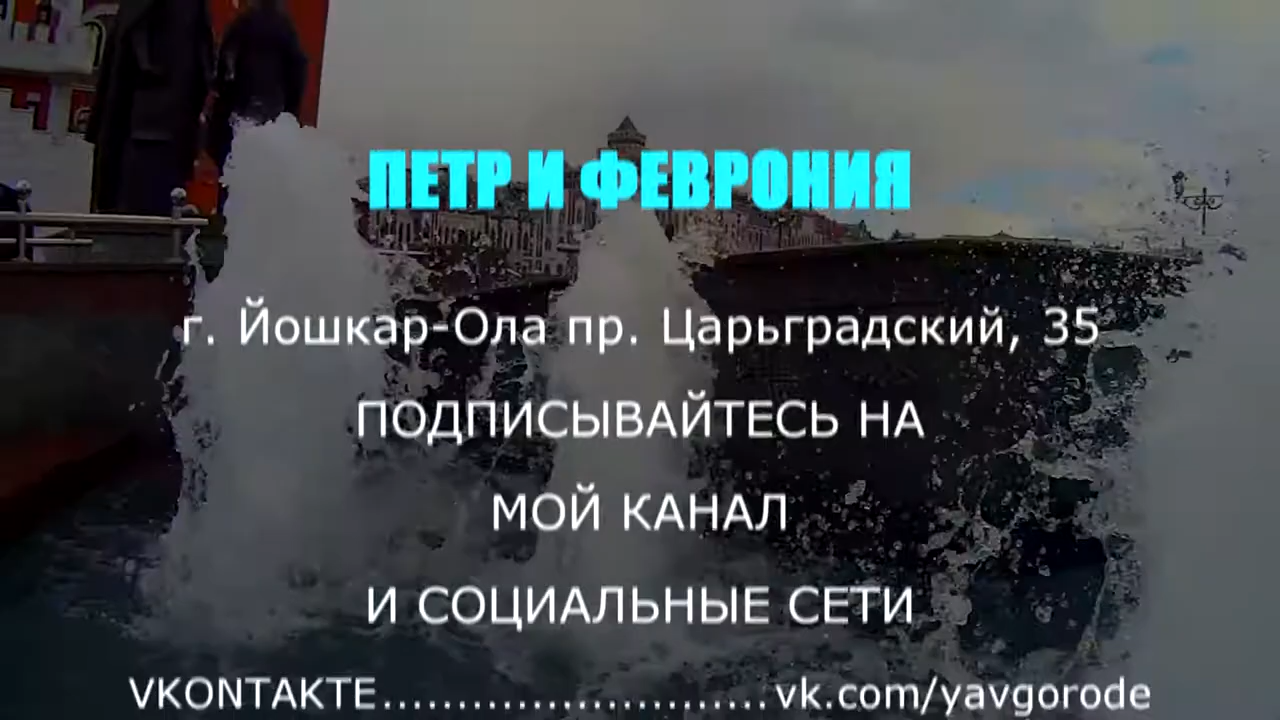 ПЕТР И ФЕВРОНИЯ
г. Йошкар-Ола пр. Царьградский, 35
ПОДПИСЫВАЙТЕСЬ НА
МОЙ КАНАЛ
И СОЦИАЛЬНЫЕ СЕТИ
VKONTAKTE..........................vk.com/yavgorode